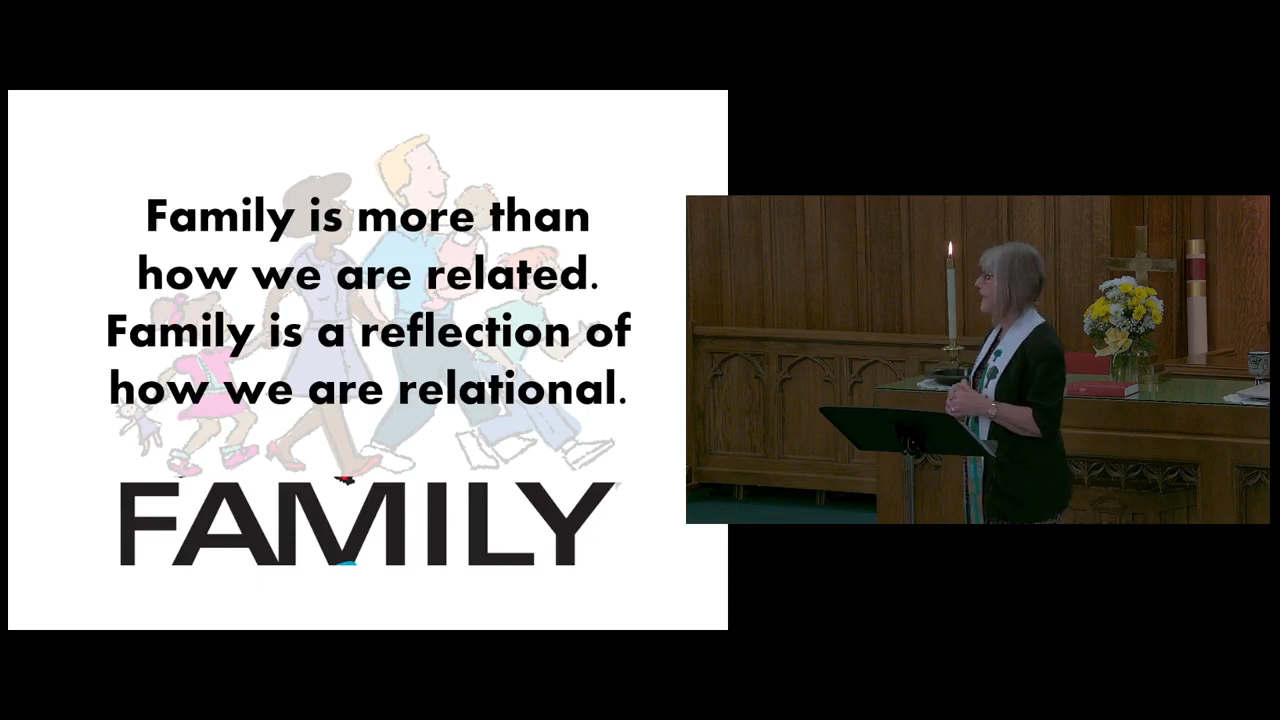 Family is more than
how we are related.
Family is a reflection of
how we are relational.
FAMILY